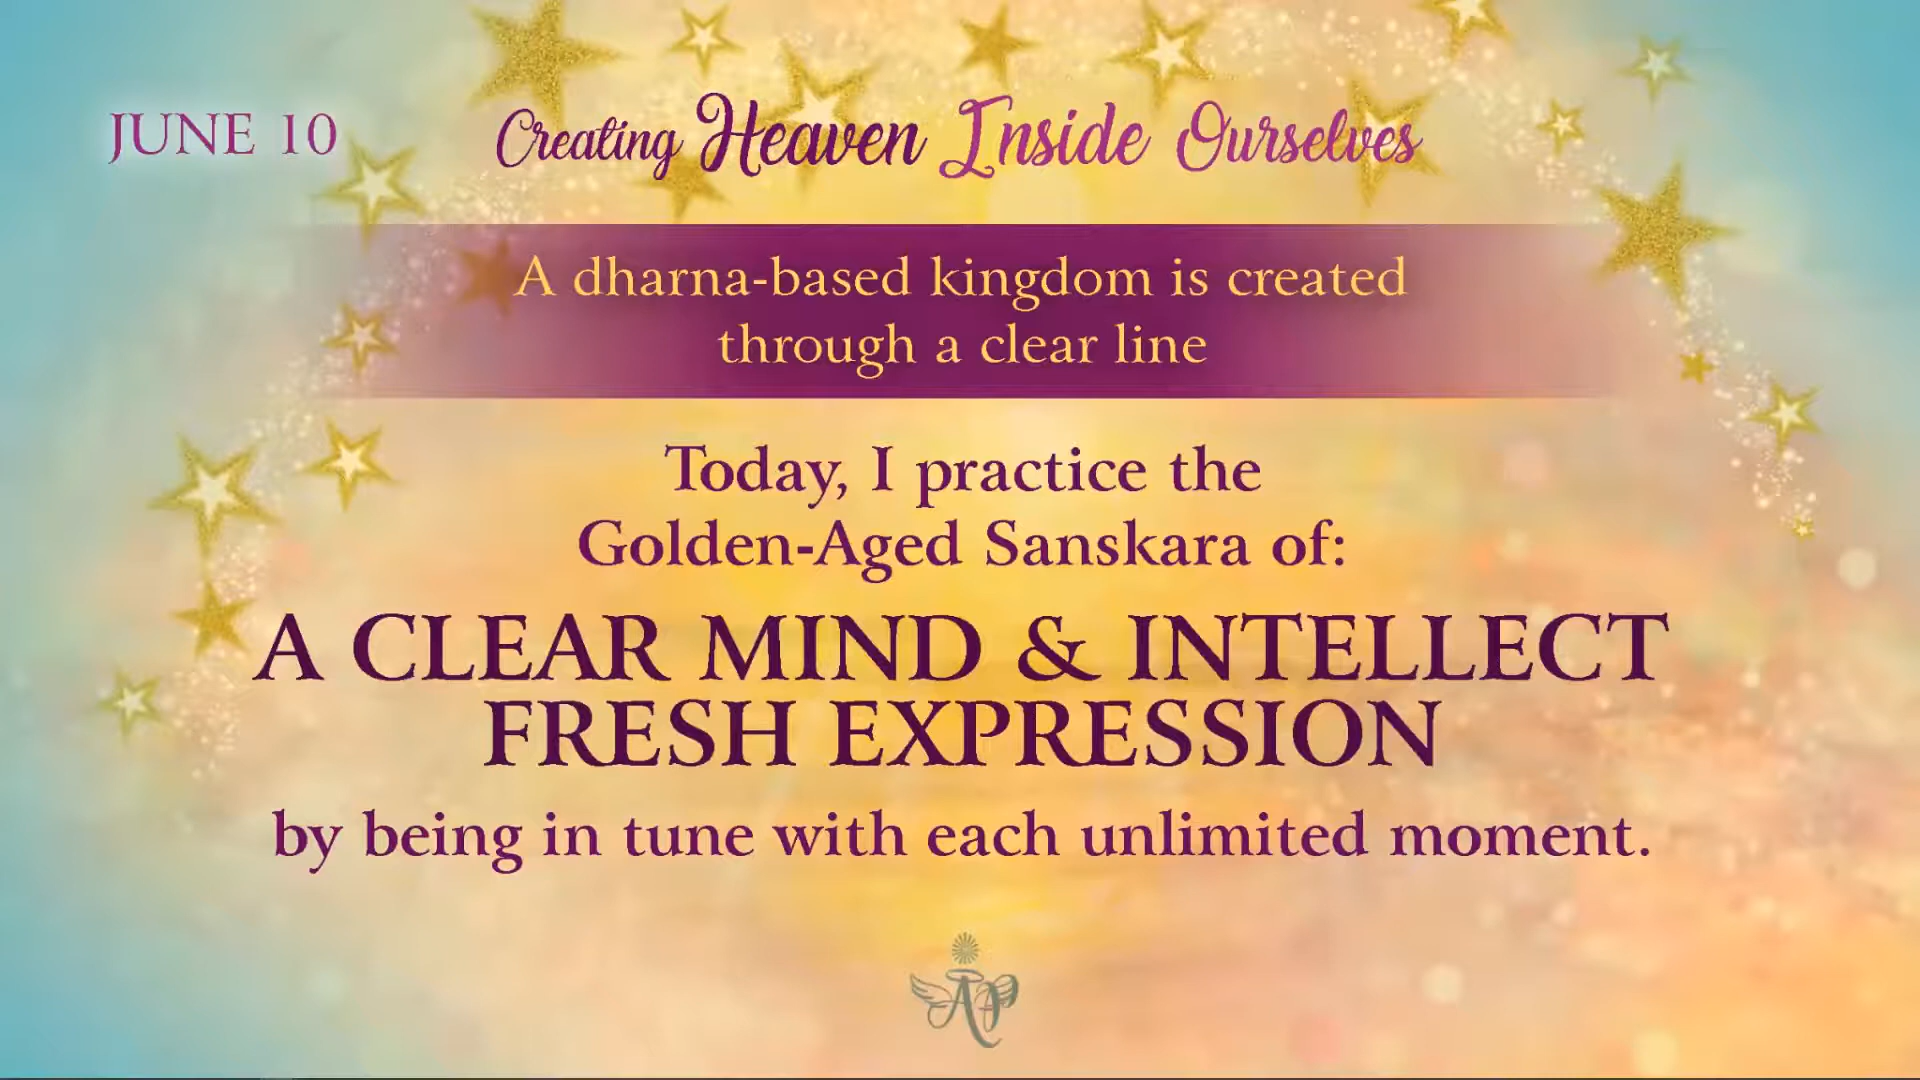 JUNE 10
Creating Heaven Inside Ourselves
A dharna-based kingdom is created
through a clear line
Today, I practice the
Golden-Aged Sanskara of:
A CLEAR MIND & INTELLECT
FRESH EXPRESSION
by being in tune with each unlimited moment.
AP